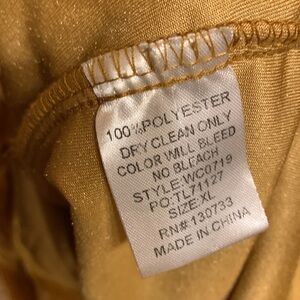 100% POLYESTER
DRY CLEAN ONLY
COLOR WILL BLEED
NO BLEACH
STYLE:WC0719
PO:TL71127
SIZE:XL
RN#130733
MADE IN CHINA